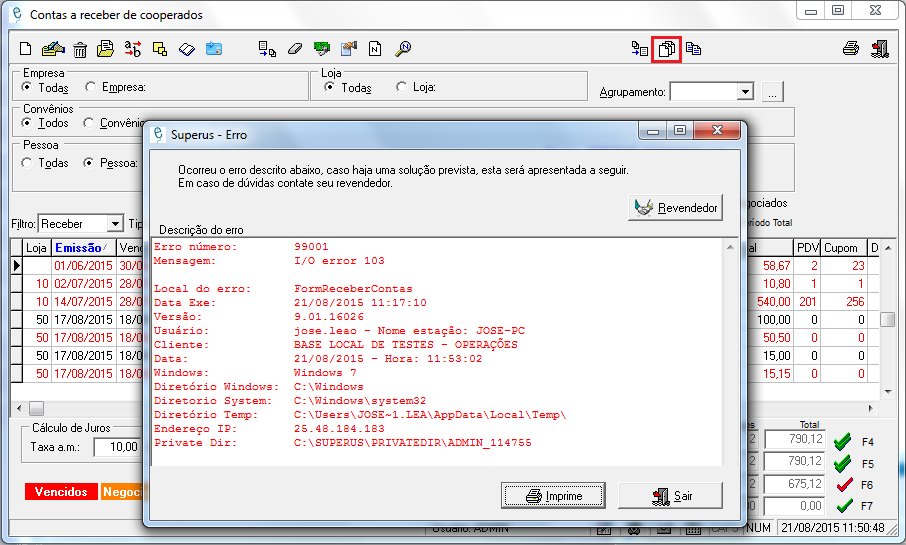 Contas a receber de cooperados
Empresa
Todas
Empresa:
Loja
Todas
Loja:
Agrupamento:
...
Convênios
Todos
Convênio
Pessoa
Todas
Pessoa:
Superus - Erro
Ocorreu o erro descrito abaixo, caso haja uma solução prevista, esta será apresentada a seguir.
Em caso de dúvidas contate seu revendedor.
Revendedor
Descrição do erro
Erro número: 99001
Mensagem: I/O error 103
Local do erro: FormReceberContas
Data Exe: 21/08/2015 11:17:10
Versão: 9.01.16026
Usuário: jose.leao - Nome estação: JOSE-PC
Cliente: BASE LOCAL DE TESTES - OPERAÇÕES
Data: 21/08/2015 - Hora: 11:53:02
Windows: Windows 7
Diretório Windows: C:\Windows
Diretorio System: C:\Windows\system32
Diretório Temp: C:\Users\JOSE~1.LEA\AppData\Local\Temp\
Endereço IP: 25.48.184.183
Private Dir: C:\SUPERUS\PRIVATEDIR\ADMIN_114755
Imprime
Sair
Filtro: Receber
Total
Loja Emissão PDV Cupom D
01/06/2015 30/0 58,67 2 23
10 02/07/2015 28/0 10,80 1 1
10 14/07/2015 28/0 540,00 201 256
50 17/08/2015 18/0 100,00 0 0
50 17/08/2015 18/0 50,50 0 0
50 17/08/2015 18/0 15,00 0 0
50 17/08/2015 18/0 15,15 0 0
Cálculo de Juros
Taxa a.m.: 10,00
Total
790,12 F4
790,12 F5
675,12 F6
0,00 F7
Vencidos
Usuário: ADMIN
CAPS
NUM
21/08/2015 11:50:48